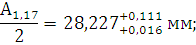 A₁,₁₇/2 = 28,227 +0,111 +0,016 мм;